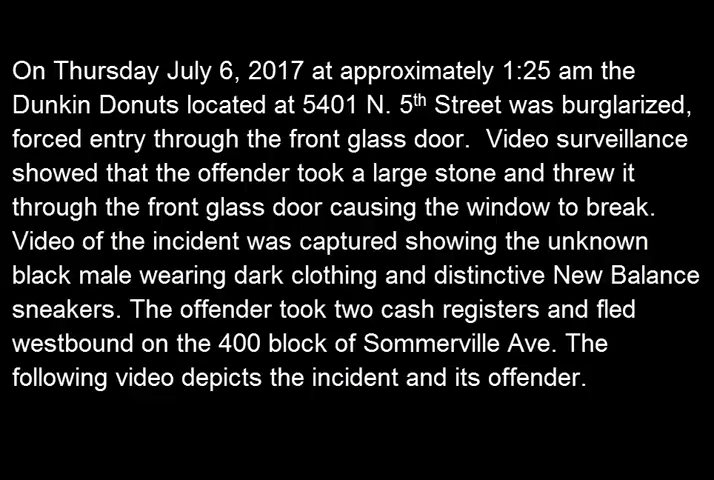 On Thursday July 6, 2017 at approximately 1:25 am the
Dunkin Donuts located at 5401 N. 5th Street was burglarized,
forced entry through the front glass door.  Video surveillance
showed that the offender took a large stone and threw it
through the front glass door causing the window to break.
Video of the incident was captured showing the unknown
black male wearing dark clothing and distinctive New Balance
sneakers. The offender took two cash registers and fled
westbound on the 400 block of Sommerville Ave. The
following video depicts the incident and its offender.